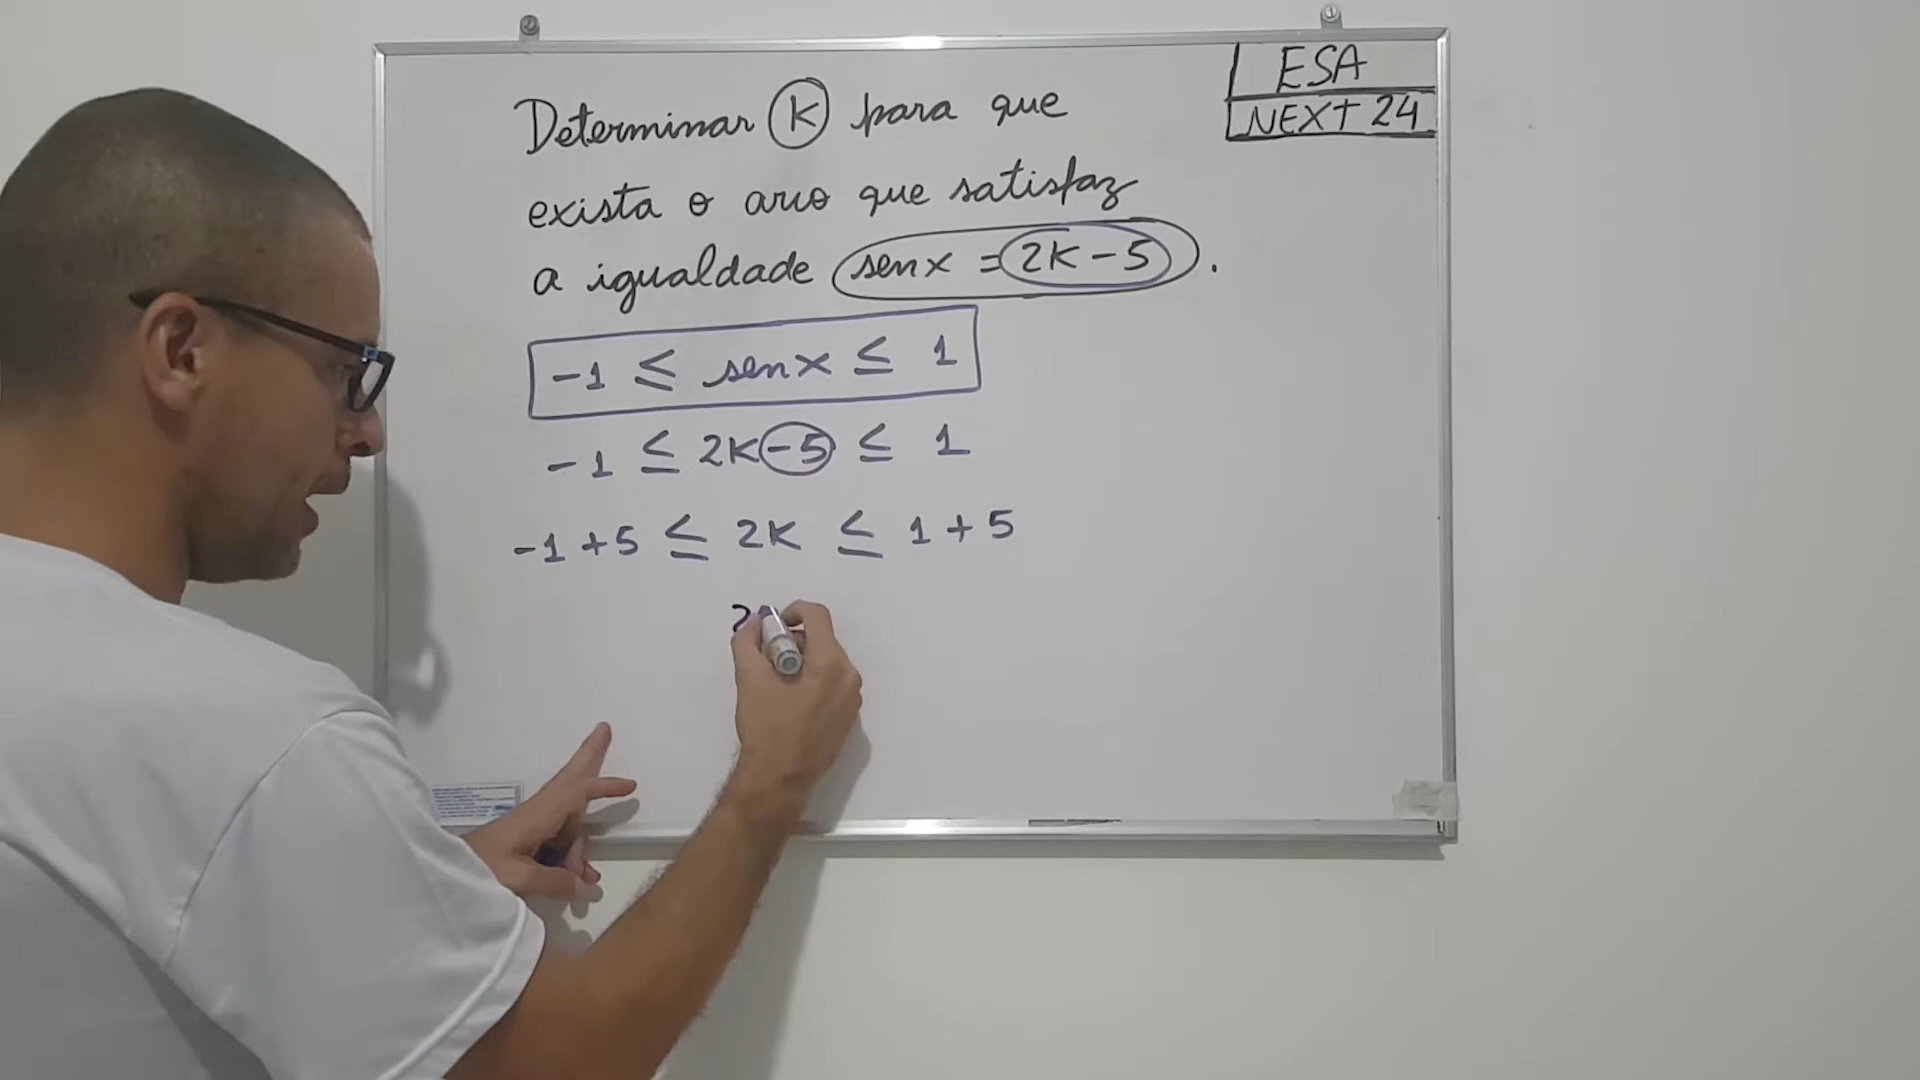 ESA
NEXT 24
Determinar K para que
exista o arco que satisfaz
a igualdade sen x = 2K - 5 .
-1 ≤ sen x ≤ 1
-1 ≤ 2K - 5 ≤ 1
-1 + 5 ≤ 2K ≤ 1 + 5
2